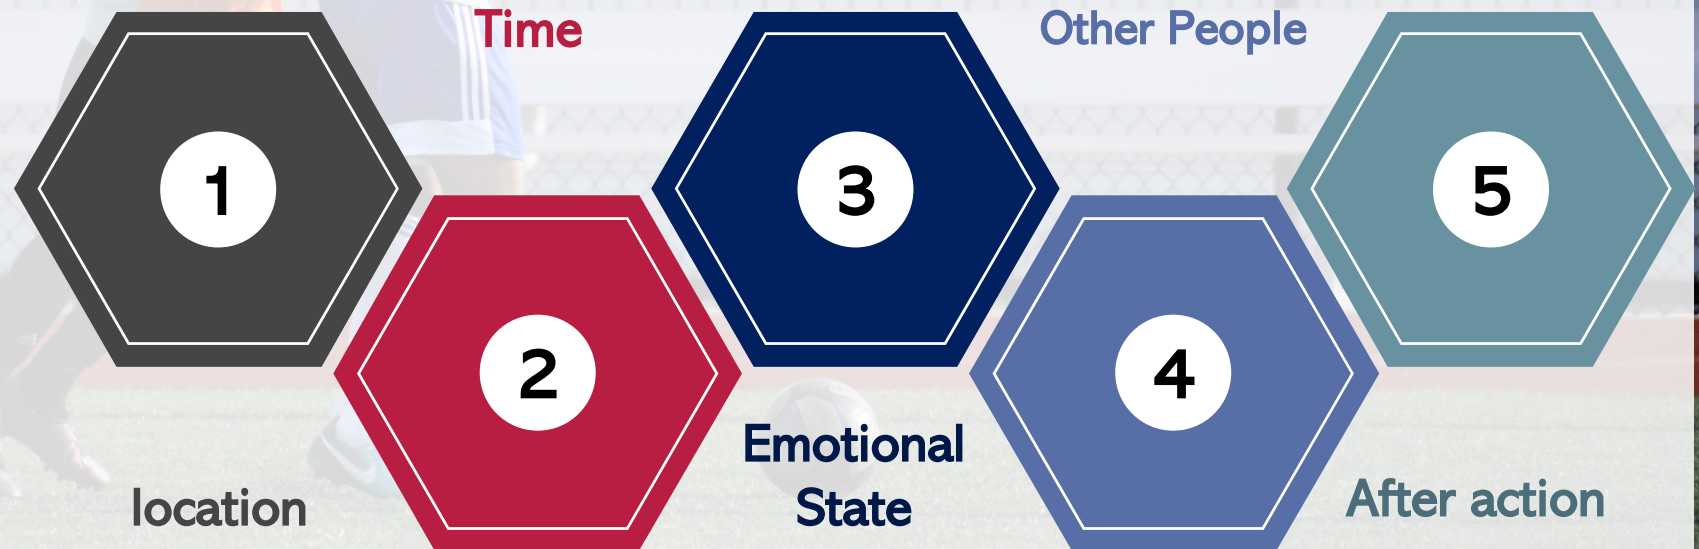 Time
Other People
1
3
5
2
4
Emotional
State
location
After action